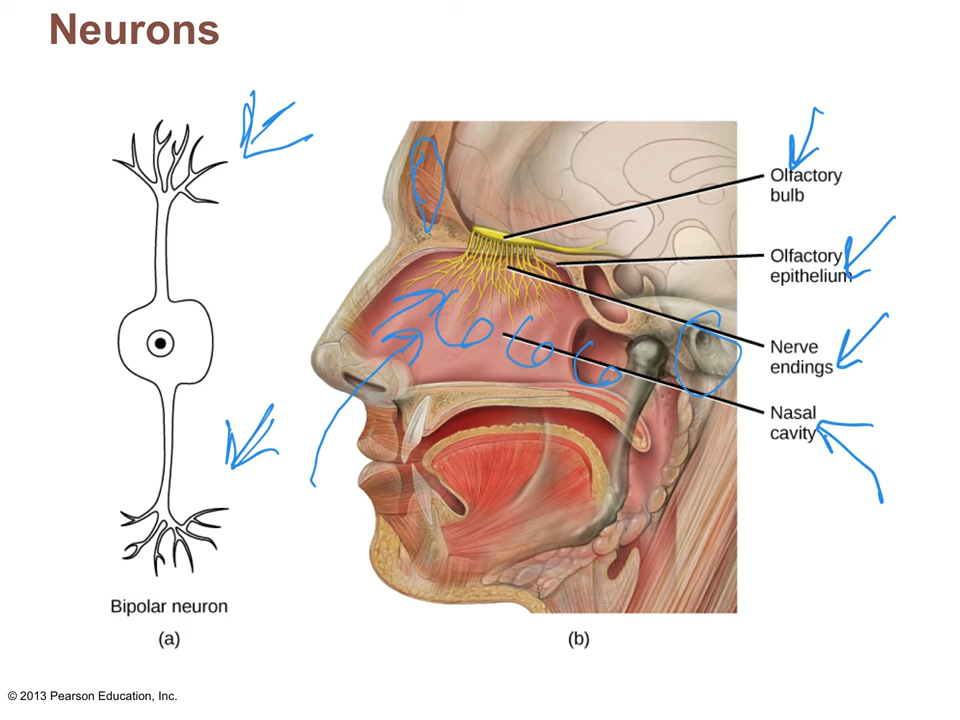 Neurons
Olfactory
bulb
Olfactory
epithelium
Nerve
endings
Nasal
cavity
Bipolar neuron
(a)
(b)
© 2013 Pearson Education, Inc.